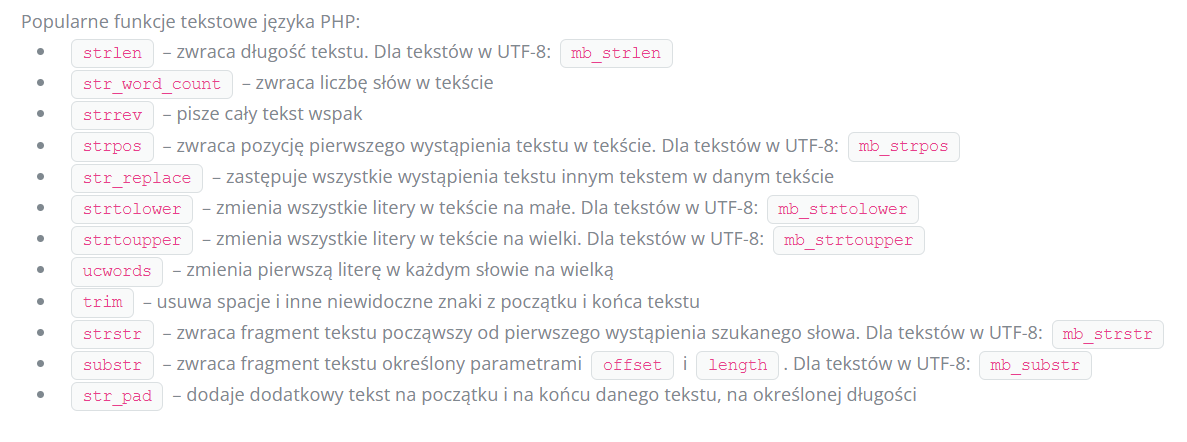 Popularne funkcje tekstowe języka PHP:
• strlen – zwraca długość tekstu. Dla tekstów w UTF-8: mb_strlen
• str_word_count – zwraca liczbę słów w tekście
• strrev – pisze cały tekst wspak
• strpos – zwraca pozycję pierwszego wystąpienia tekstu w tekście. Dla tekstów w UTF-8: mb_strpos
• str_replace – zastępuje wszystkie wystąpienia tekstu innym tekstem w danym tekście
• strtolower – zmienia wszystkie litery w tekście na małe. Dla tekstów w UTF-8: mb_strtolower
• strtoupper – zmienia wszystkie litery w tekście na wielki. Dla tekstów w UTF-8: mb_strtoupper
• ucwords – zmienia pierwszą literę w każdym słowie na wielką
• trim – usuwa spacje i inne niewidoczne znaki z początku i końca tekstu
• strstr – zwraca fragment tekstu począwszy od pierwszego wystąpienia szukanego słowa. Dla tekstów w UTF-8: mb_strstr
• substr – zwraca fragment tekstu określony parametrami offset i length . Dla tekstów w UTF-8: mb_substr
• str_pad – dodaje dodatkowy tekst na początku i na końcu danego tekstu, na określonej długości